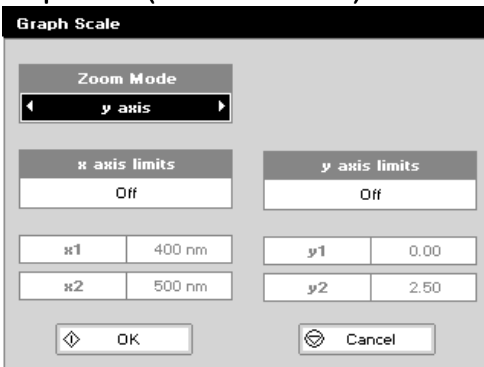 Graph Scale
Zoom Mode
y axis
x axis limits
y axis limits
Off
Off
x1
400 nm
y1
0.00
x2
500 nm
y2
2.50
OK
Cancel